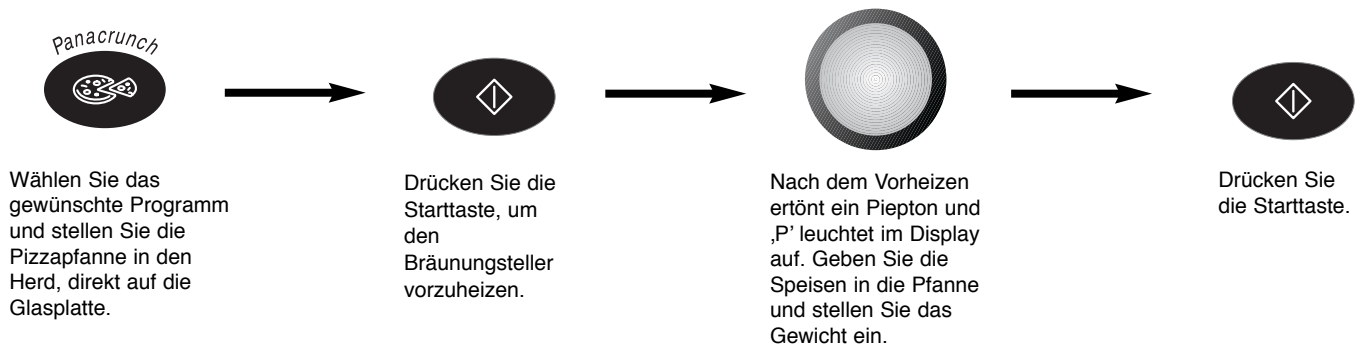 Panacrunch
Wählen Sie das
gewünschte Programm
und stellen Sie die
Pizzapfanne in den
Herd, direkt auf die
Glasplatte.
Drücken Sie die
Starttaste, um
den
Bräunungsteller
vorzuheizen.
Nach dem Vorheizen
ertönt ein Piepton und
‚P’ leuchtet im Display
auf. Geben Sie die
Speisen in die Pfanne
und stellen Sie das
Gewicht ein.
Drücken Sie
die Starttaste.